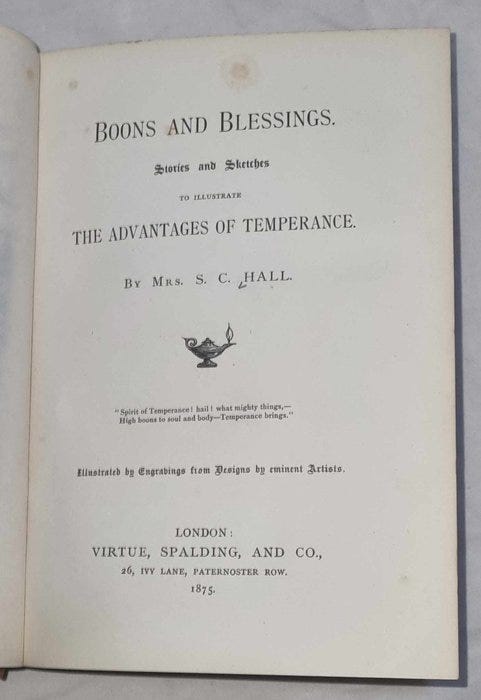 BOONS AND BLESSINGS.
Stories and Sketches
TO ILLUSTRATE
THE ADVANTAGES OF TEMPERANCE.
BY MRS. S. C. HALL.
"Spirit of Temperance! hail! what mighty things,—
High boons to soul and body—Temperance brings."
Illustrated by Engravings from Designs by eminent Artists.
LONDON:
VIRTUE, SPALDING, AND CO.,
26, IVY LANE, PATERNOSTER ROW.
1875.